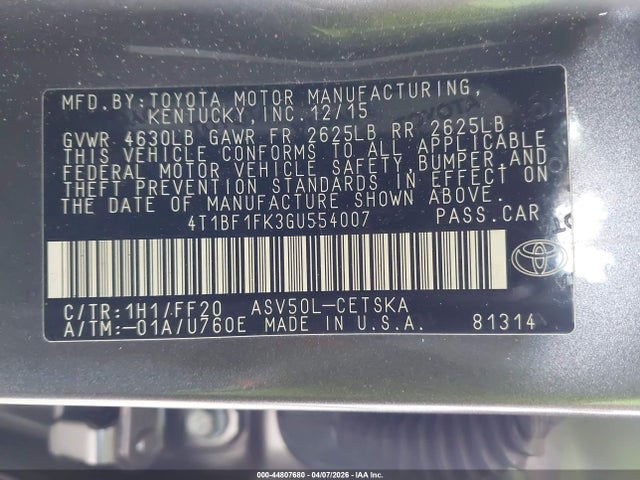 MFD. BY: TOYOTA MOTOR MANUFACTURING,
KENTUCKY, INC. 12/15
GVWR 4630LB GAWR FR 2625LB RR 2625LB
THIS VEHICLE CONFORMS TO ALL APPLICABLE
FEDERAL MOTOR VEHICLE SAFETY, BUMPER, AND
THEFT PREVENTION STANDARDS IN EFFECT ON
THE DATE OF MANUFACTURE SHOWN ABOVE.
4T1BF1FK3GU554007 PASS. CAR
C/TR: 1H1/FF20 ASV50L-CETSKA
A/TM: -01A/U760E MADE IN U.S.A. 81314
000-44807680 - 04/07/2026 - IAA Inc.